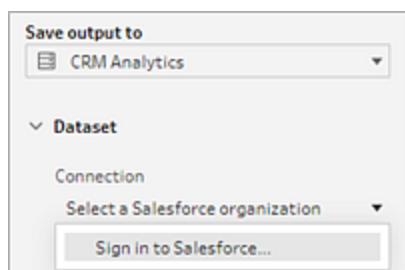 Save output to
CRM Analytics
Dataset
Connection
Select a Salesforce organization
Sign in to Salesforce...